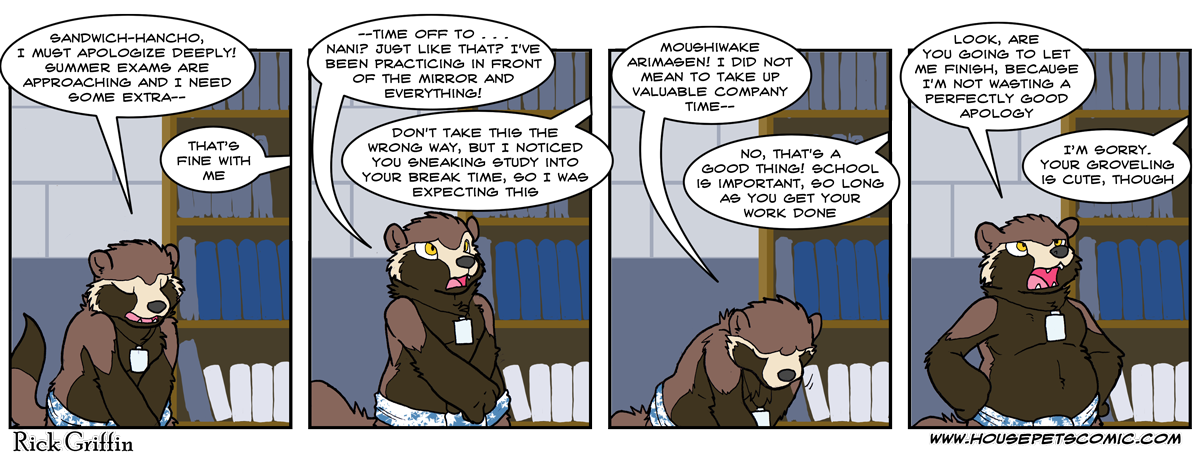 SANDWICH-HANCHO,
I MUST APOLOGIZE DEEPLY!
SUMMER EXAMS ARE
APPROACHING AND I NEED
SOME EXTRA--
THAT'S
FINE WITH
ME
--TIME OFF TO . . .
NANI? JUST LIKE THAT? I'VE
BEEN PRACTICING IN FRONT
OF THE MIRROR AND
EVERYTHING!
DON'T TAKE THIS THE
WRONG WAY, BUT I NOTICED
YOU SNEAKING STUDY INTO
YOUR BREAK TIME, SO I WAS
EXPECTING THIS
MOUSHIWAKE
ARIMASEN! I DID NOT
MEAN TO TAKE UP
VALUABLE COMPANY
TIME--
NO, THAT'S A
GOOD THING! SCHOOL
IS IMPORTANT, SO LONG
AS YOU GET YOUR
WORK DONE
LOOK, ARE
YOU GOING TO LET
ME FINISH, BECAUSE
I'M NOT WASTING A
PERFECTLY GOOD
APOLOGY
I'M SORRY.
YOUR GROVELING
IS CUTE, THOUGH
Rick Griffin
WWW.HOUSEPETSCOMIC.COM